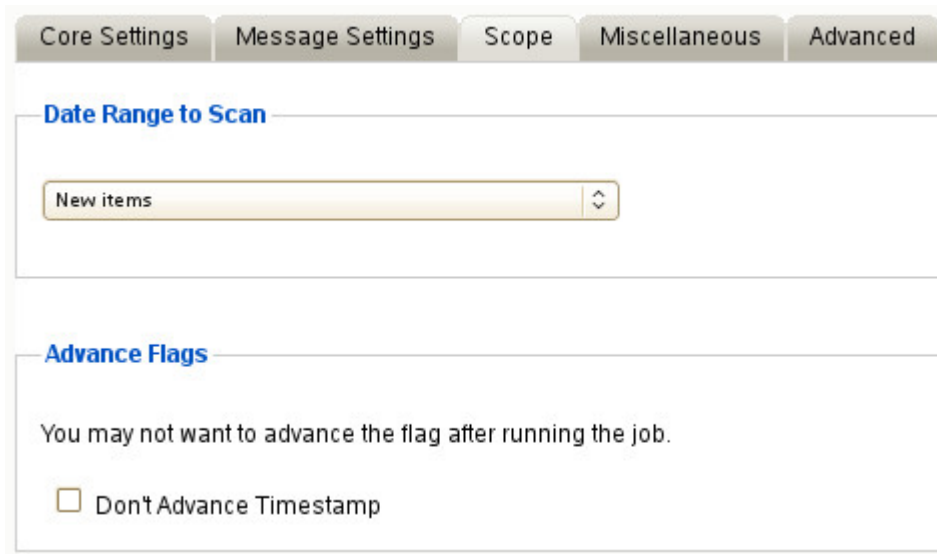 Core Settings Message Settings Scope Miscellaneous Advanced
Date Range to Scan
New items
Advance Flags
You may not want to advance the flag after running the job.
Don't Advance Timestamp